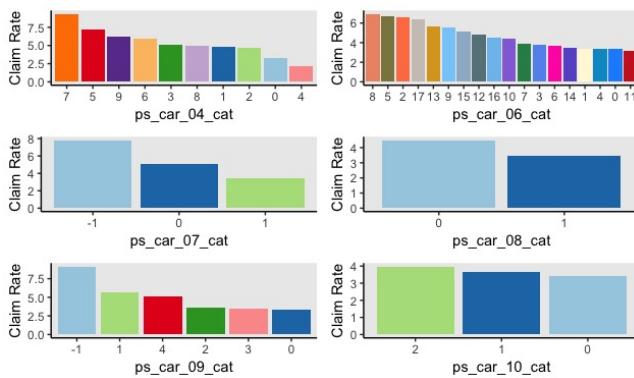 Claim Rate
7.5
5.0
2.5
0.0
7 5 9 6 3 8 1 2 0 4
ps_car_04_cat
Claim Rate
6
4
2
0
8 5 2 17 13 9 15 12 16 10 7 3 6 14 1 4 0 11
ps_car_06_cat
Claim Rate
8
6
4
2
0
-1 0 1
ps_car_07_cat
Claim Rate
4
3
2
1
0
0 1
ps_car_08_cat
Claim Rate
7.5
5.0
2.5
0.0
-1 1 4 2 3 0
ps_car_09_cat
Claim Rate
4
3
2
1
0
2 1 0
ps_car_10_cat